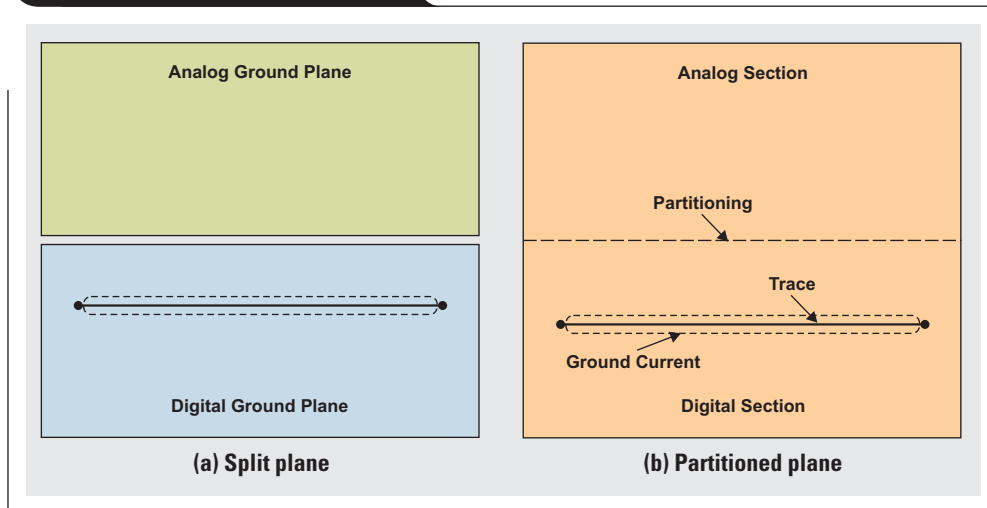 Analog Ground Plane
Digital Ground Plane
(a) Split plane
Analog Section
Partitioning
Trace
Ground Current
Digital Section
(b) Partitioned plane